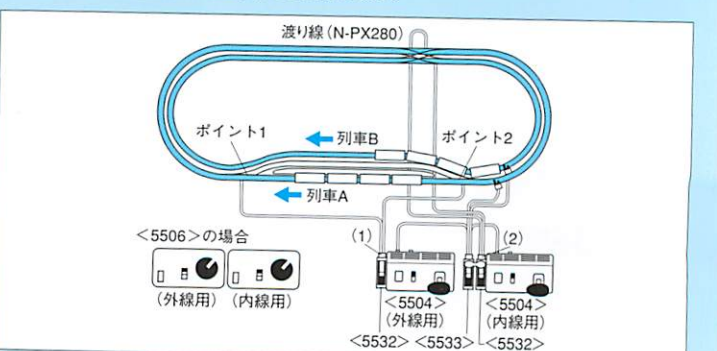 渡り線(N-PX280)
ポイント1
列車B
ポイント2
列車A
<5506>の場合
(1)
(2)
(外線用)
(内線用)
<5504>
(外線用)
<5504>
(内線用)
<5532>
<5533>
<5532>